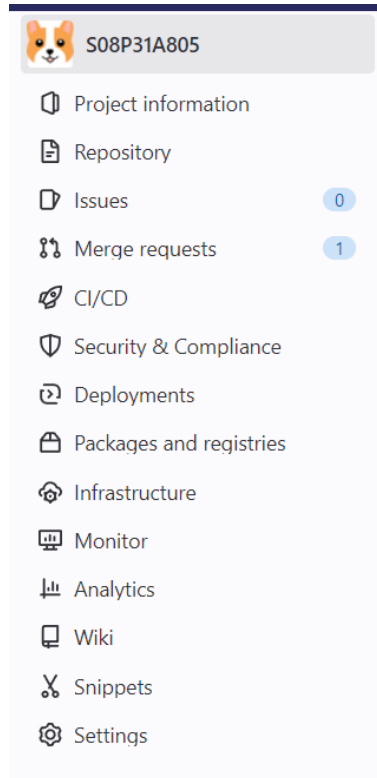 S08P31A805
Project information
Repository
Issues 0
Merge requests 1
CI/CD
Security & Compliance
Deployments
Packages and registries
Infrastructure
Monitor
Analytics
Wiki
Snippets
Settings